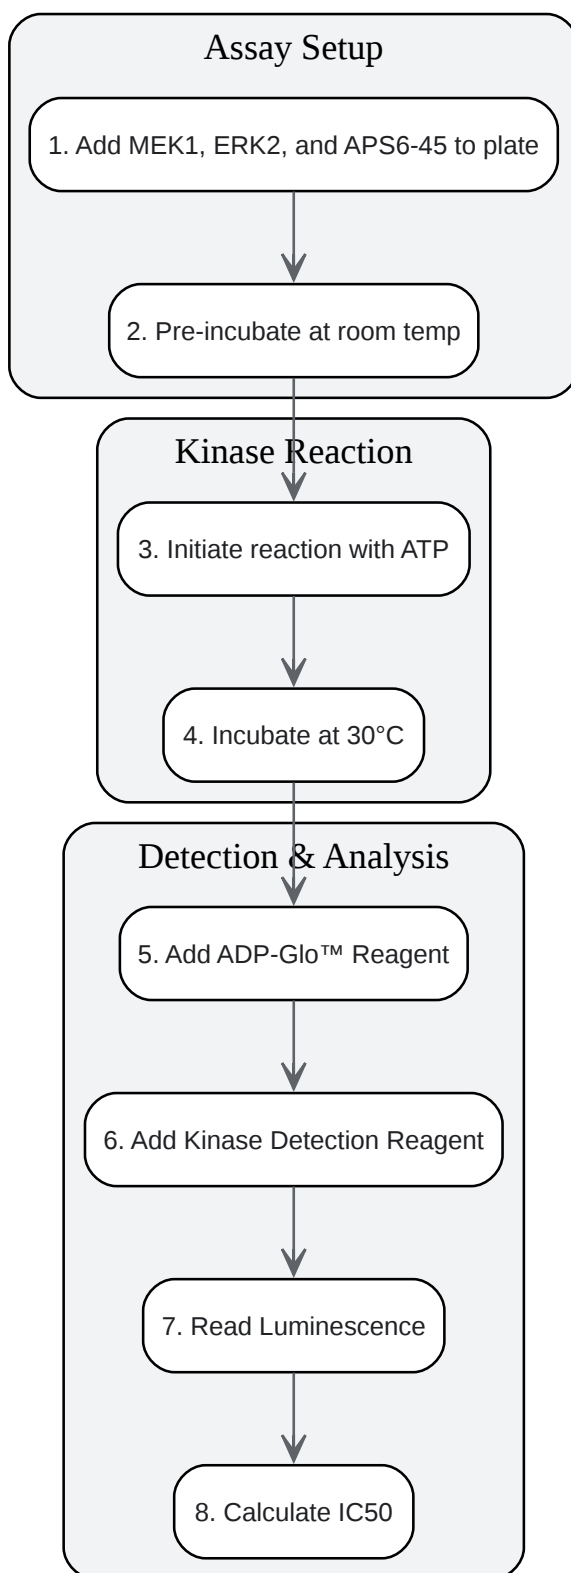 Assay Setup
1. Add MEK1, ERK2, and APS6-45 to plate
2. Pre-incubate at room temp
Kinase Reaction
3. Initiate reaction with ATP
4. Incubate at 30°C
Detection & Analysis
5. Add ADP-Glo™ Reagent
6. Add Kinase Detection Reagent
7. Read Luminescence
8. Calculate IC50